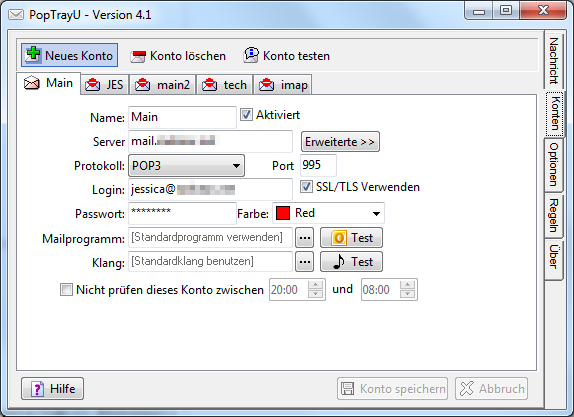 PopTrayU - Version 4.1
Neues Konto Konto löschen Konto testen
Main JES main2 tech imap
Name: Main Aktiviert
Server mail. Erweiterte >>
Protokoll: POP3 Port 995
Login: jessica@ SSL/TLS Verwenden
Passwort: ******** Farbe: Red
Mailprogramm: [Standardprogramm verwenden] ... Test
Klang: [Standardklang benutzen] ... Test
Nicht prüfen dieses Konto zwischen 20:00 und 08:00
Hilfe Konto speichern Abbruch
Nachricht
Konten
Optionen
Regeln
Über